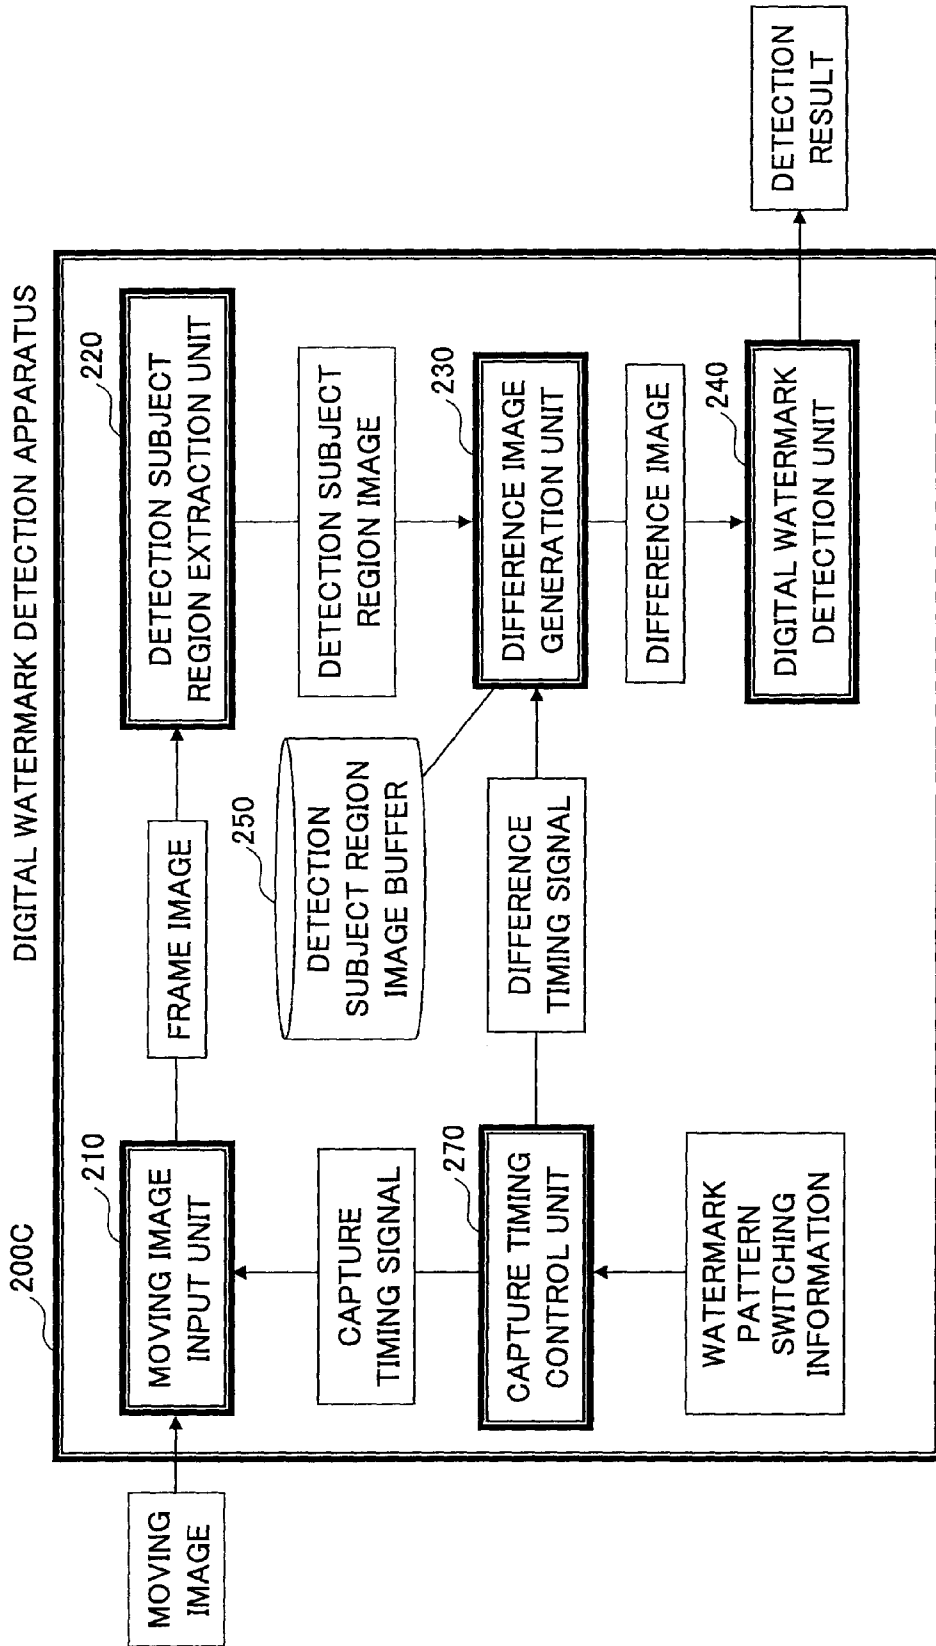 DIGITAL WATERMARK DETECTION APPARATUS
200C
MOVING
IMAGE
210
MOVING IMAGE
INPUT UNIT
FRAME IMAGE
220
DETECTION SUBJECT
REGION EXTRACTION UNIT
CAPTURE
TIMING SIGNAL
250
DETECTION
SUBJECT REGION
IMAGE BUFFER
DETECTION SUBJECT
REGION IMAGE
270
CAPTURE TIMING
CONTROL UNIT
DIFFERENCE
TIMING SIGNAL
230
DIFFERENCE IMAGE
GENERATION UNIT
WATERMARK
PATTERN
SWITCHING
INFORMATION
DIFFERENCE IMAGE
240
DIGITAL WATERMARK
DETECTION UNIT
DETECTION
RESULT